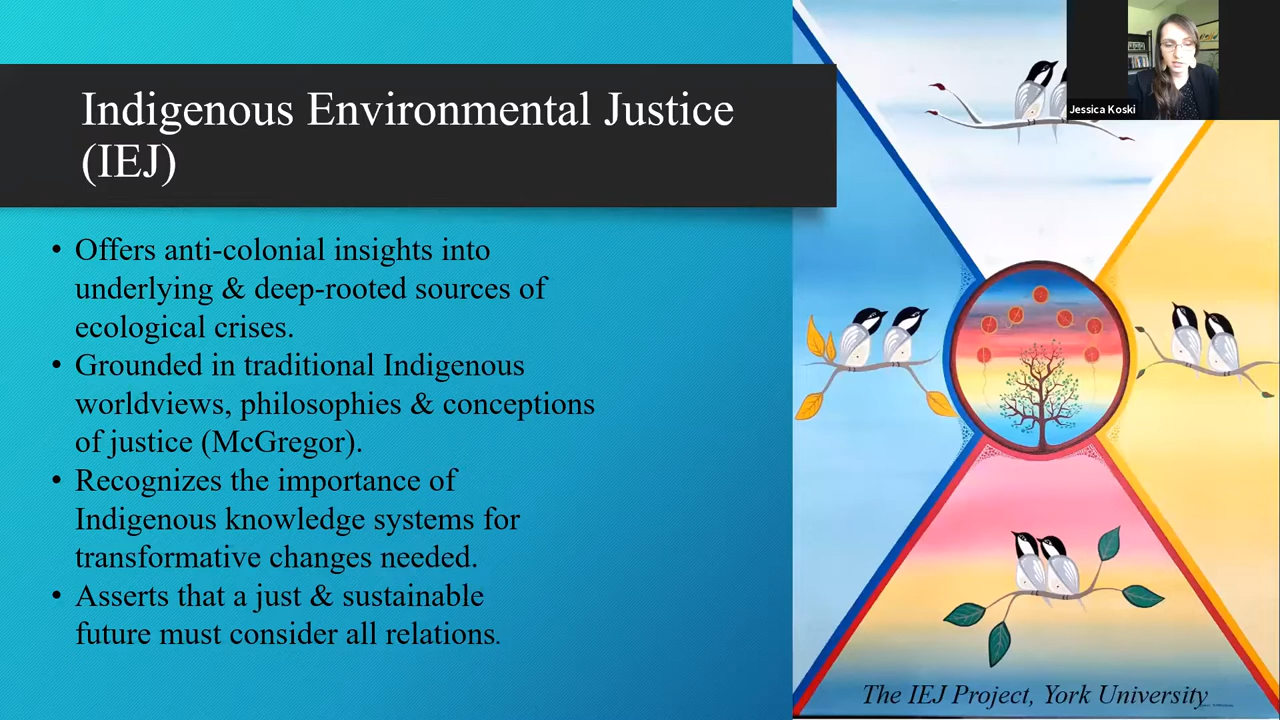 Indigenous Environmental Justice
(IEJ)
• Offers anti-colonial insights into
underlying & deep-rooted sources of
ecological crises.
• Grounded in traditional Indigenous
worldviews, philosophies & conceptions
of justice (McGregor).
• Recognizes the importance of
Indigenous knowledge systems for
transformative changes needed.
• Asserts that a just & sustainable
future must consider all relations.
Jessica Koski
The IEJ Project, York University